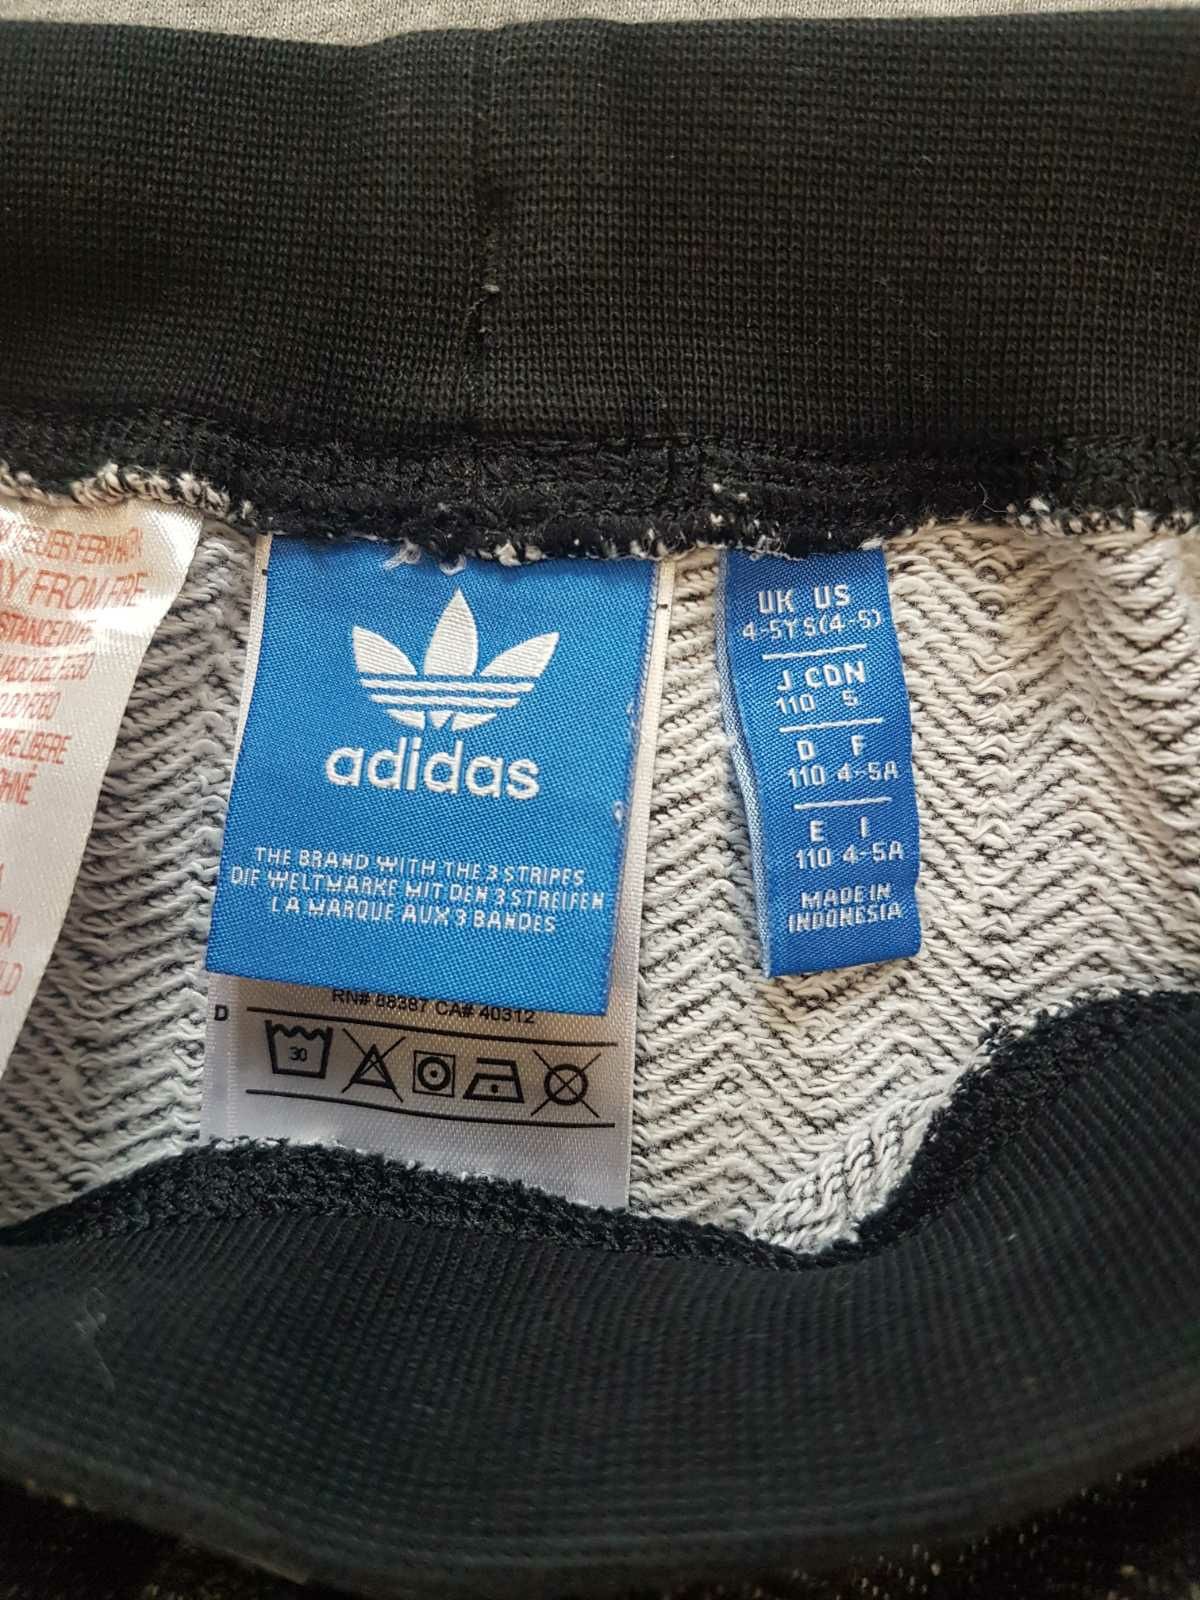 AY FROM FIRE
adidas
THE BRAND WITH THE 3 STRIPES
DIE WELTMARKE MIT DEN 3 STREIFEN
LA MARQUE AUX 3 BANDES
RN# 88387 CA# 40312
D
30
UK US
4-5Y S(4-5)
J CDN
110 5
D F
110 4-5A
E I
110 4-5A
MADE IN
INDONESIA